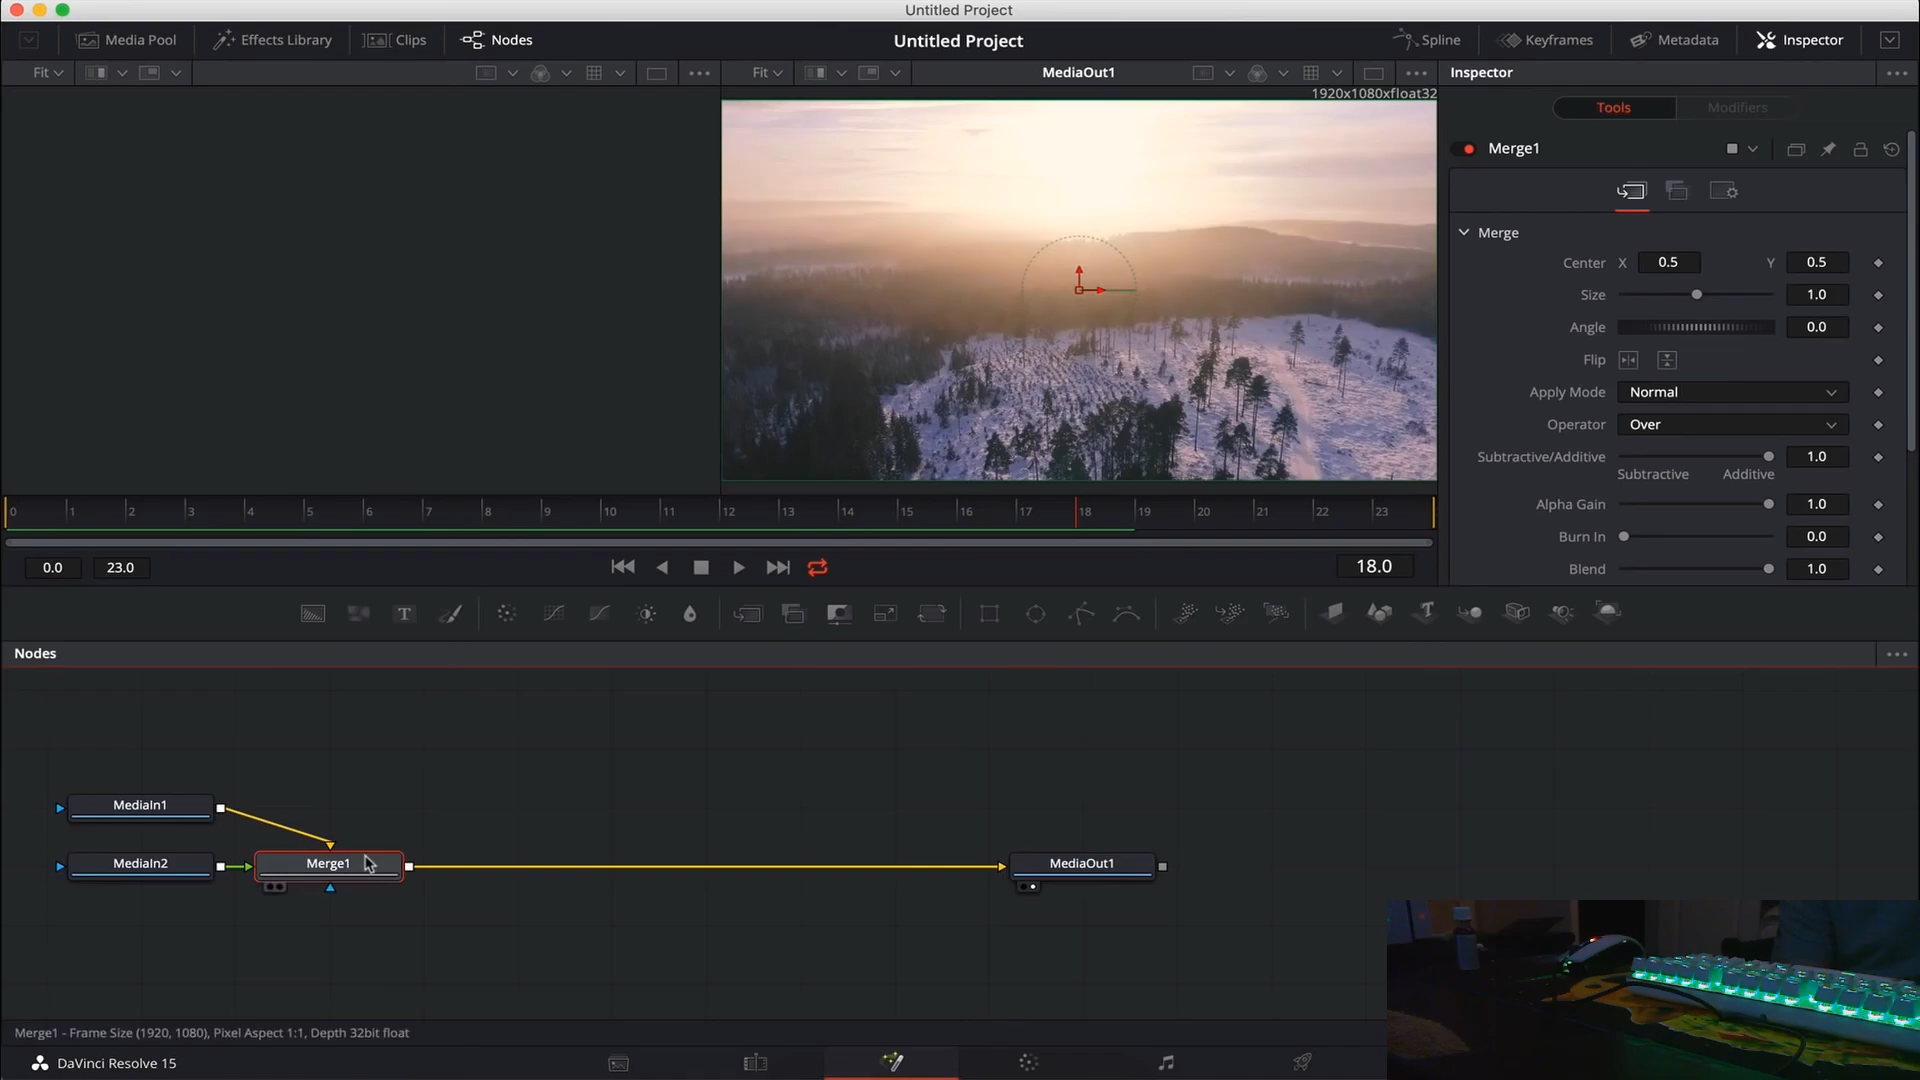 Untitled Project
Media Pool
Effects Library
Clips
Nodes
Untitled Project
Spline
Keyframes
Metadata
Inspector
Fit
Fit
MediaOut1
Inspector
1920x1080xfloat32
Tools
Modifiers
Merge1
Merge
Center X 0.5 Y 0.5
Size 1.0
Angle 0.0
Flip
Apply Mode Normal
Operator Over
Subtractive/Additive 1.0
Subtractive Additive
Alpha Gain 1.0
Burn In 0.0
Blend 1.0
0 1 2 3 4 5 6 7 8 9 10 11 12 13 14 15 16 17 18 19 20 21 22 23
0.0 23.0 18.0
T
T
Nodes
MediaIn1
MediaIn2
Merge1
MediaOut1
Merge1 - Frame Size (1920, 1080), Pixel Aspect 1:1, Depth 32bit float
DaVinci Resolve 15